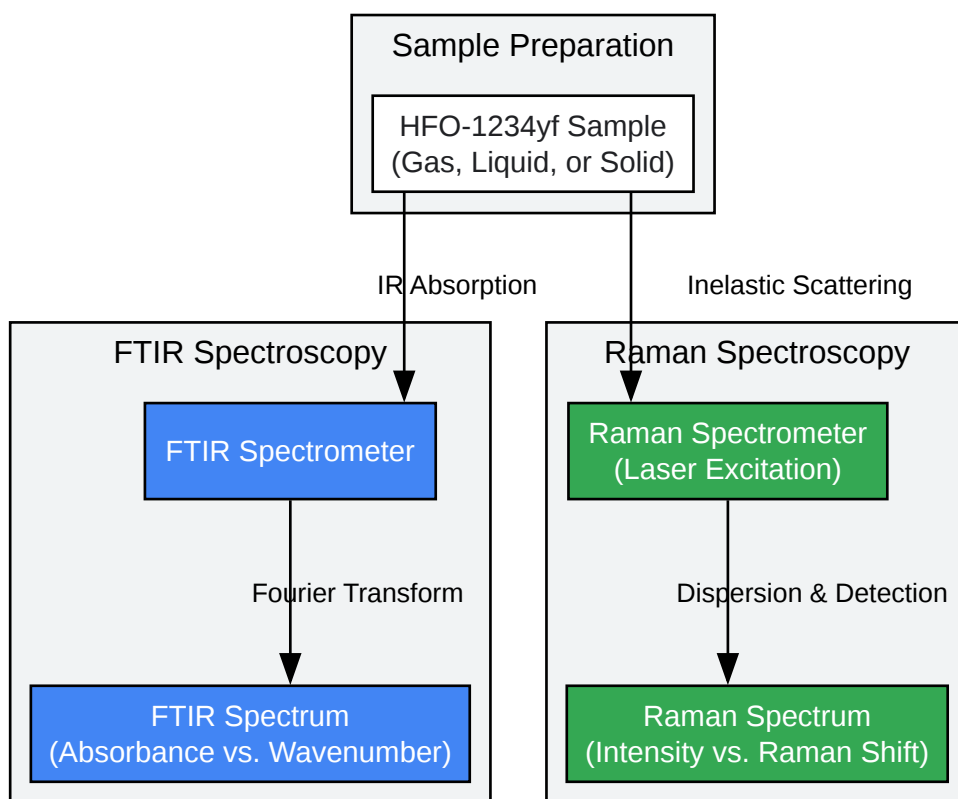 Sample Preparation
HFO-1234yf Sample
(Gas, Liquid, or Solid)
IR Absorption
Inelastic Scattering
FTIR Spectroscopy
Raman Spectroscopy
FTIR Spectrometer
Raman Spectrometer
(Laser Excitation)
Fourier Transform
Dispersion & Detection
FTIR Spectrum
(Absorbance vs. Wavenumber)
Raman Spectrum
(Intensity vs. Raman Shift)